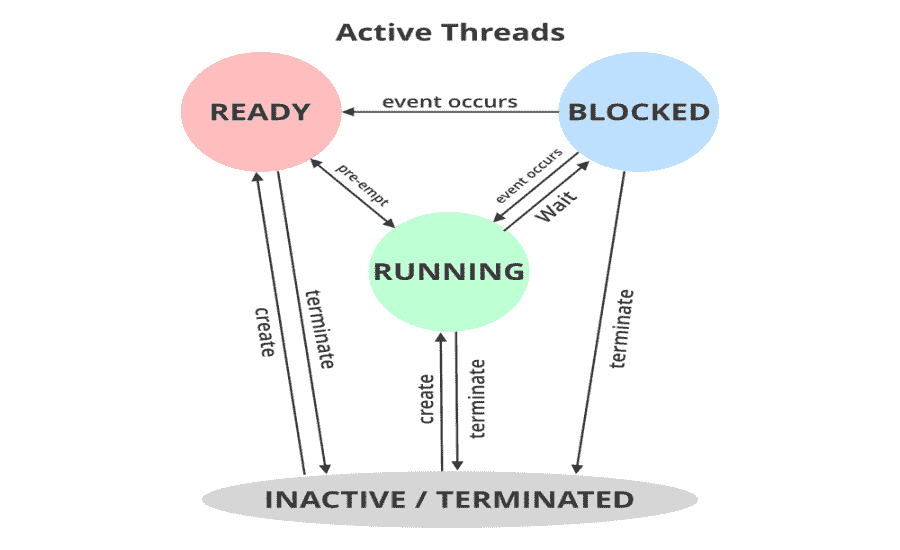 Active Threads
READY
event occurs
BLOCKED
pre-empt
event occurs
Wait
RUNNING
create
terminate
create
terminate
terminate
INACTIVE / TERMINATED